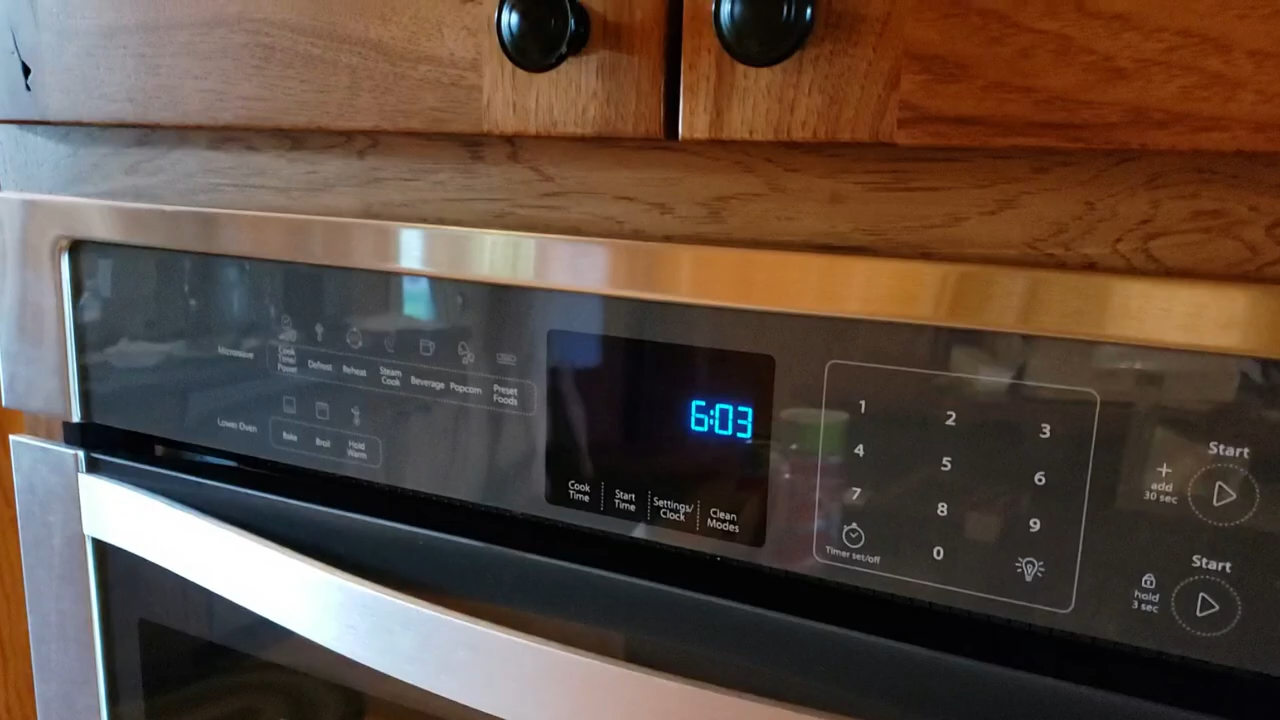 Microwave
Cook
Time/
Power
Defrost
Reheat
Steam
Cook
Beverage
Popcorn
Preset
Foods
Lower Oven
Bake
Broil
Hold
Warm
6:03
Cook
Time
Start
Time
Settings/
Clock
Clean
Modes
1 2 3
4 5 6
7 8 9
Timer set/off
0
Start
+
add
30 sec
Start
hold
3 sec